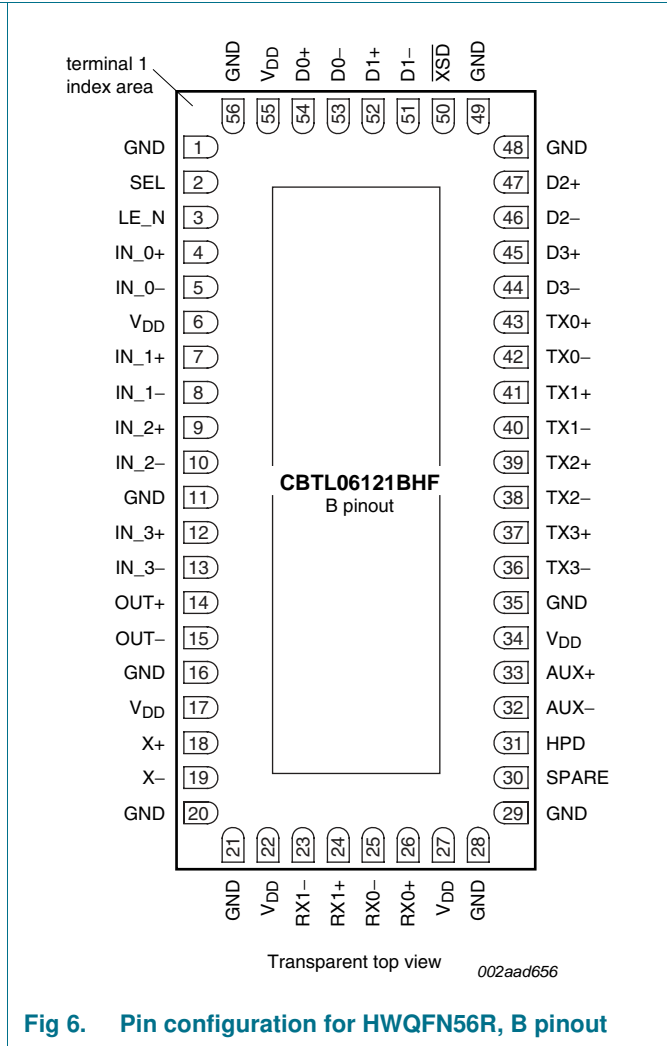 terminal 1
index area
GND
VDD
D0+
D0−
D1+
D1−
XSD
GND
56
55
54
53
52
51
50
49
GND 1
SEL 2
LE_N 3
IN_0+ 4
IN_0− 5
VDD 6
IN_1+ 7
IN_1− 8
IN_2+ 9
IN_2− 10
GND 11
IN_3+ 12
IN_3− 13
OUT+ 14
OUT− 15
GND 16
VDD 17
X+ 18
X− 19
GND 20
CBTL06121BHF
B pinout
48 GND
47 D2+
46 D2−
45 D3+
44 D3−
43 TX0+
42 TX0−
41 TX1+
40 TX1−
39 TX2+
38 TX2−
37 TX3+
36 TX3−
35 GND
34 VDD
33 AUX+
32 AUX−
31 HPD
30 SPARE
29 GND
21
22
23
24
25
26
27
28
GND
VDD
RX1−
RX1+
RX0−
RX0+
VDD
GND
Transparent top view
002aad656
Fig 6. Pin configuration for HWQFN56R, B pinout